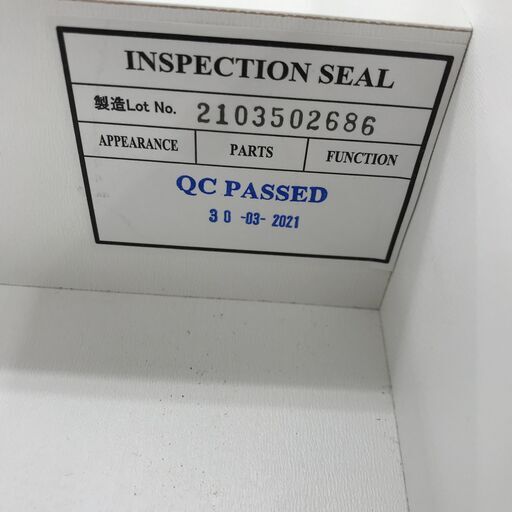 INSPECTION SEAL
製造Lot No. 2103502686
APPEARANCE PARTS FUNCTION
QC PASSED
30 -03- 2021